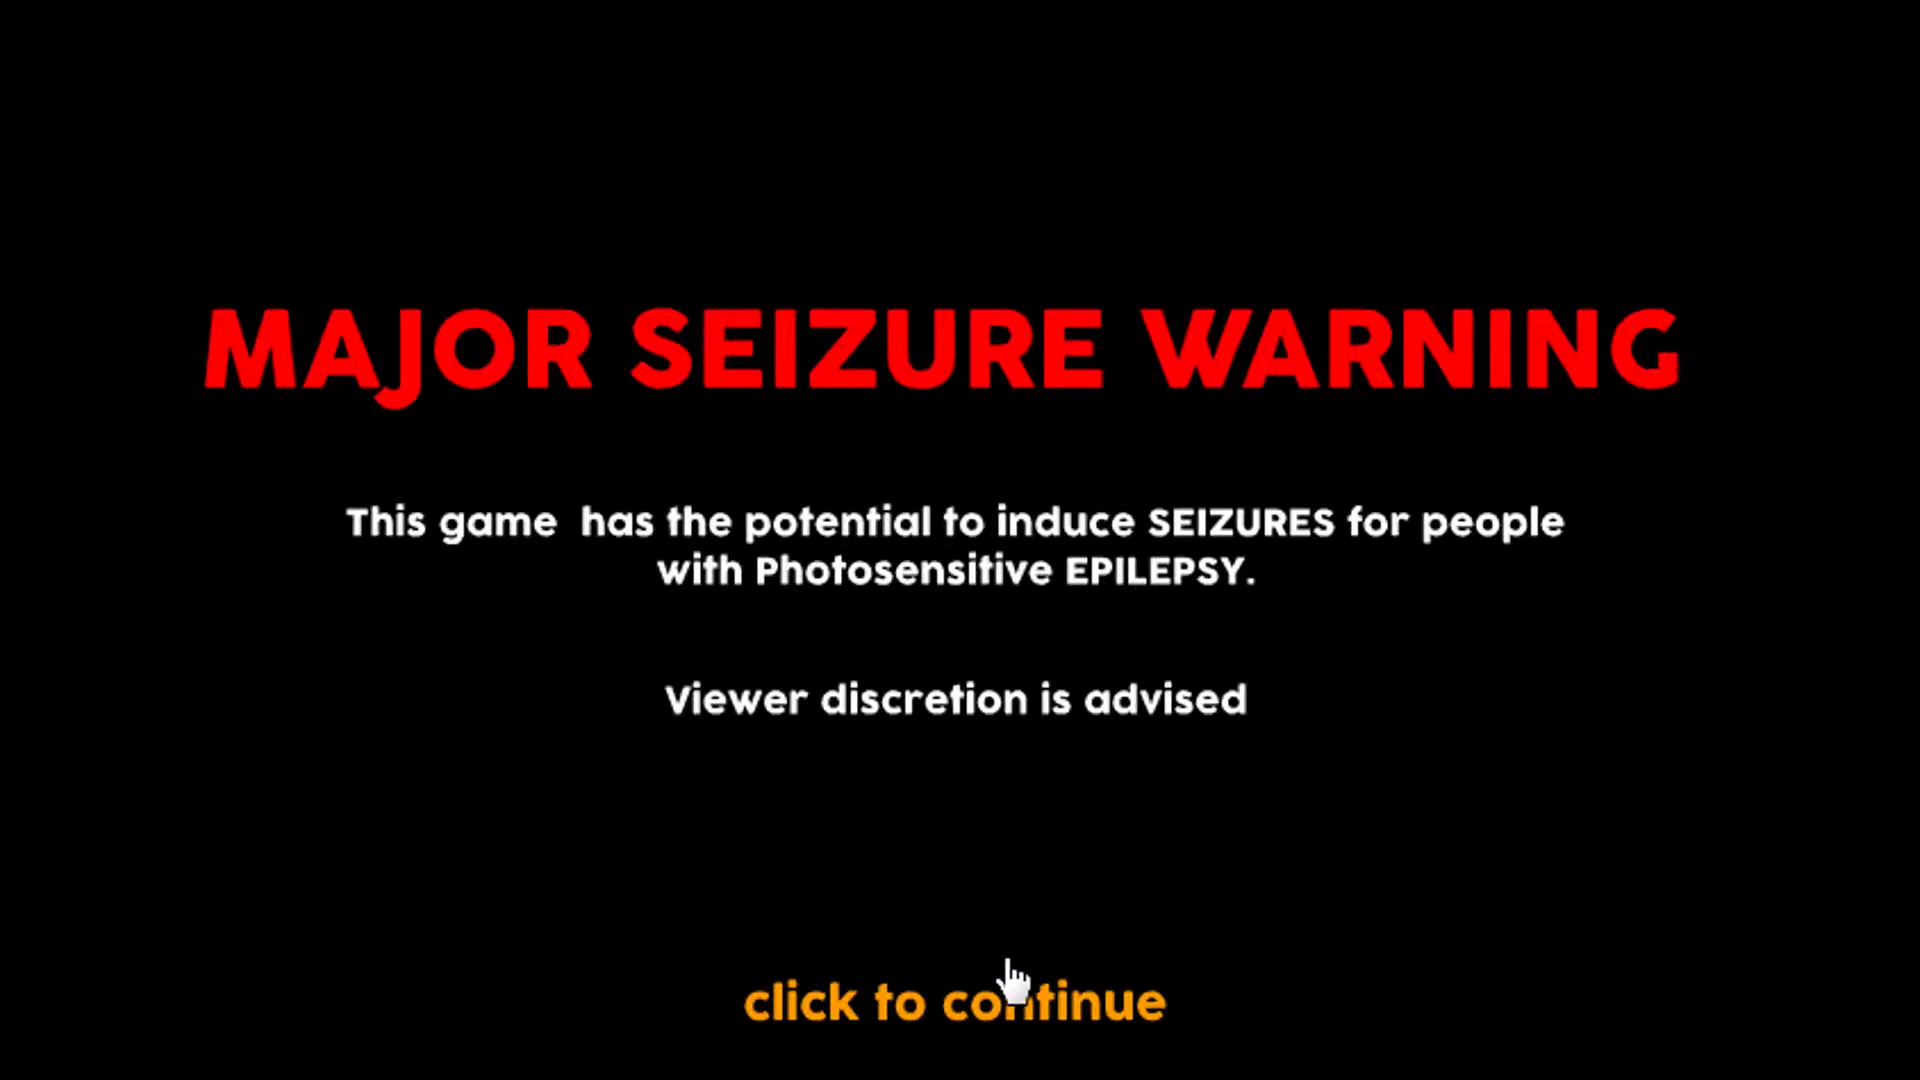 MAJOR SEIZURE WARNING
This game  has the potential to induce SEIZURES for people
with Photosensitive EPILEPSY.
Viewer discretion is advised
click to continue